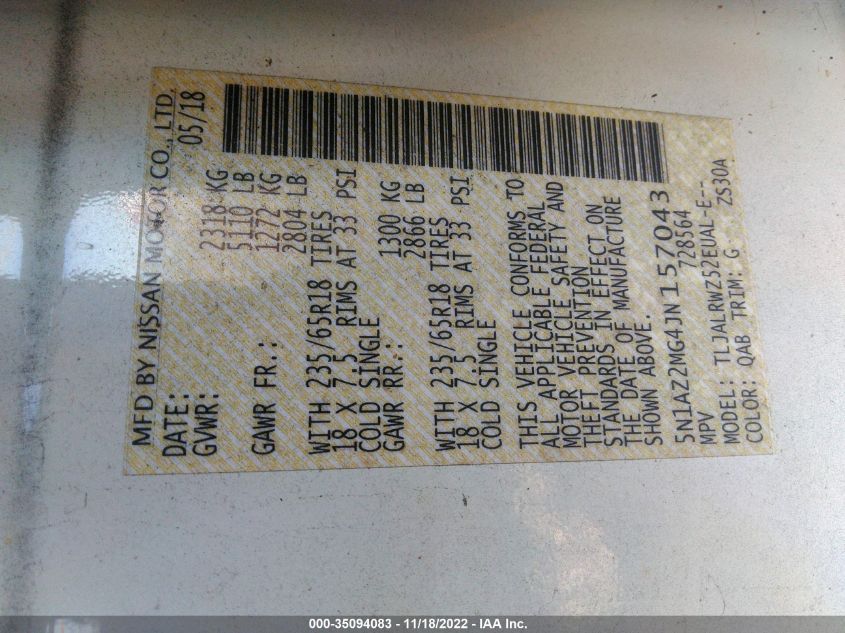 MFD BY NISSAN MOTOR CO., LTD.
DATE: 05/18
GVWR: 2318 KG
5110 LB
GAWR FR.: 1272 KG
2804 LB
WITH 235/65R18 TIRES
18 X 7.5 RIMS AT 33 PSI
COLD SINGLE
GAWR RR.: 1300 KG
2866 LB
WITH 235/65R18 TIRES
18 X 7.5 RIMS AT 33 PSI
COLD SINGLE
THIS VEHICLE CONFORMS TO
ALL APPLICABLE FEDERAL
MOTOR VEHICLE SAFETY AND
THEFT PREVENTION
STANDARDS IN EFFECT ON
THE DATE OF MANUFACTURE
SHOWN ABOVE.
5N1AZ2MG4JN157043
MPV 728564
MODEL: TLJALRWZ52EUAL-E--
COLOR: QAB TRIM: G ZS30A
000-35094083 - 11/18/2022 - IAA Inc.